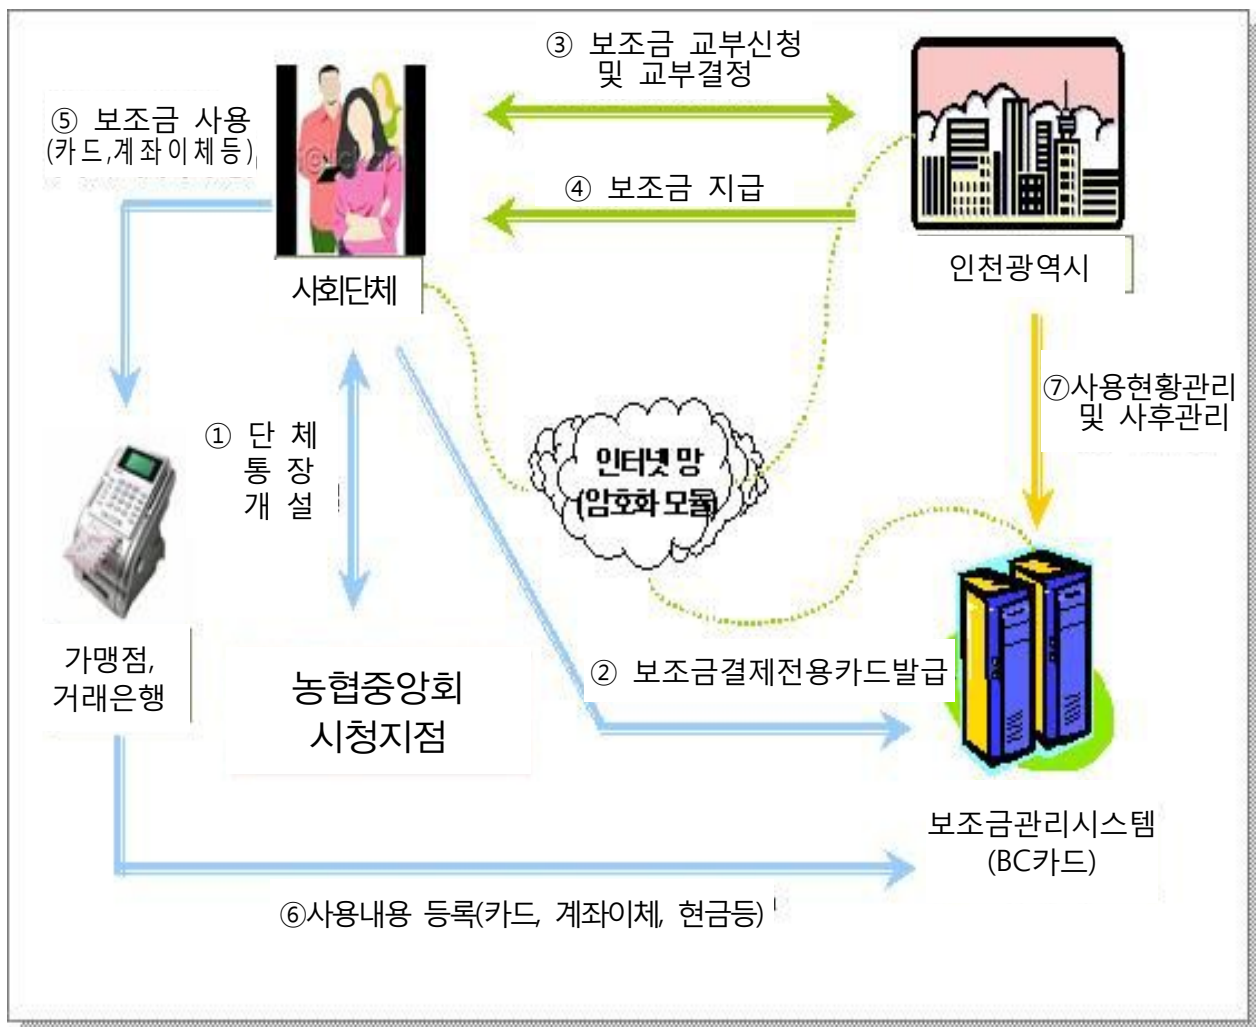 ③ 보조금 교부신청
및 교부결정
⑤ 보조금 사용
(카드,계좌이체등)
④ 보조금 지급
인천광역시
사회단체
⑦사용현황관리
및 사후관리
① 단 체
통 장
개 설
인터넷 망
(암호화 모듈)
가맹점,
거래은행
농협중앙회
시청지점
② 보조금결제전용카드발급
보조금관리시스템
(BC카드)
⑥사용내용 등록(카드, 계좌이체, 현금등)